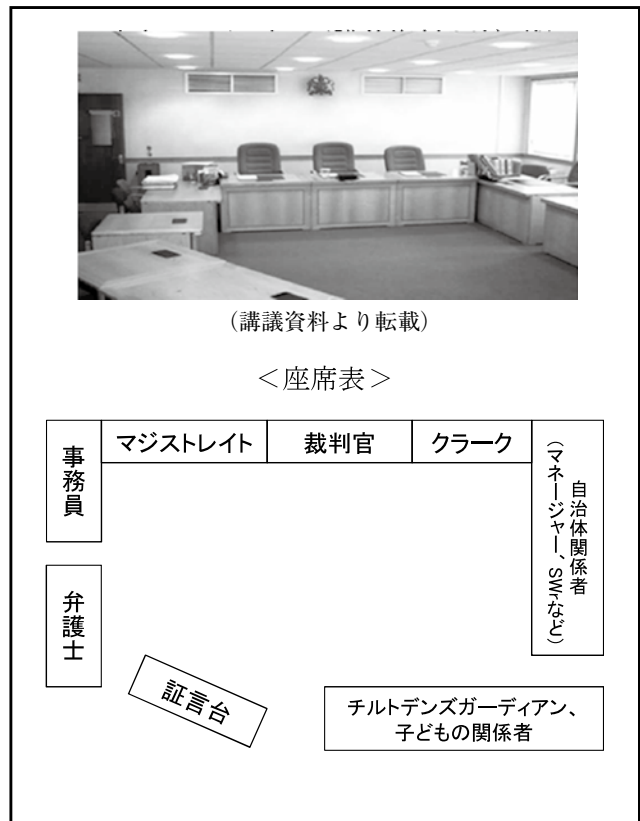 (講議資料より転載)
＜座席表＞
事務員
マジストレイト
裁判官
クラーク
自治体関係者
(マネージャー、SWrなど)
弁護士
証言台
チルトデンズガーディアン、
子どもの関係者